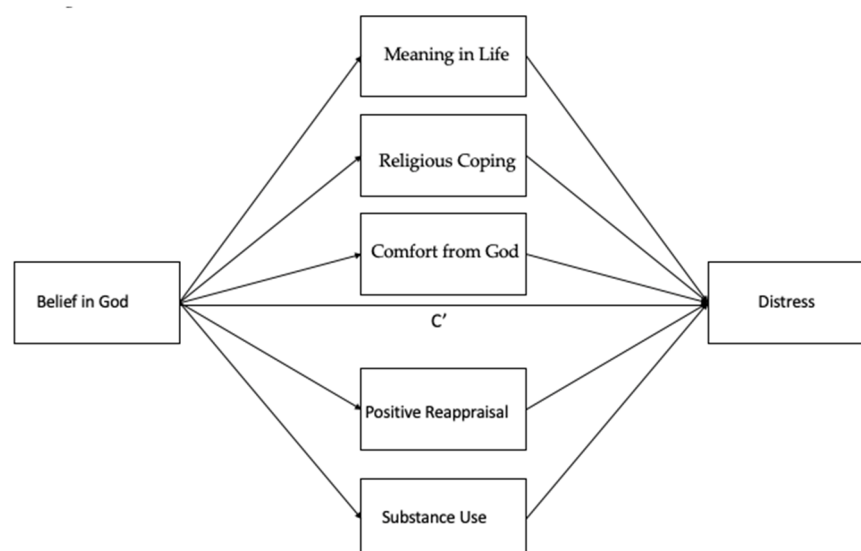 Meaning in Life
Religious Coping
Comfort from God
Belief in God
Distress
C’
Positive Reappraisal
Substance Use